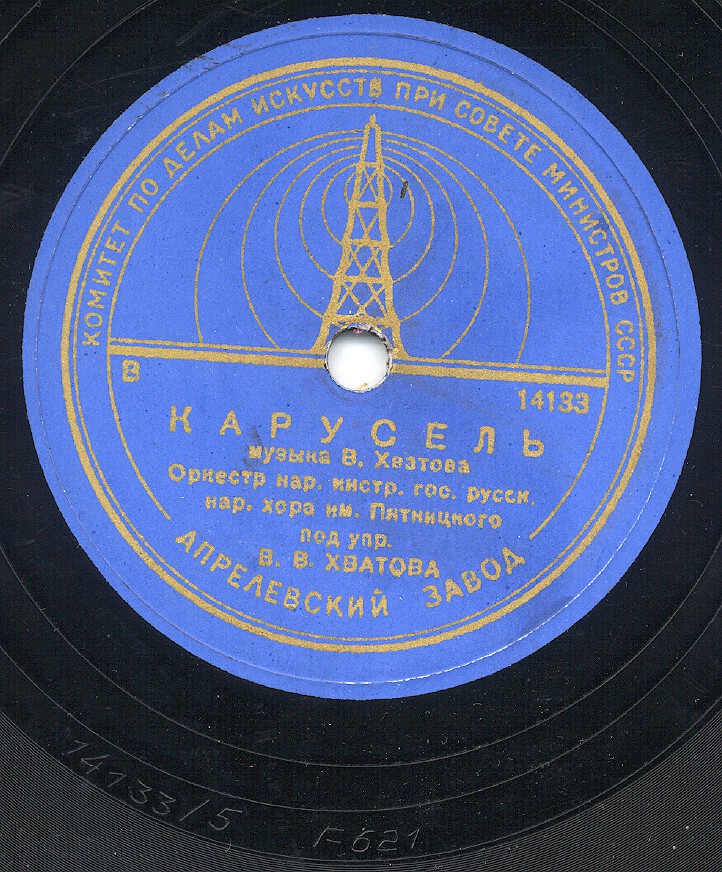 КОМИТЕТ ПО ДЕЛАМ ИСКУССТВ ПРИ СОВЕТЕ МИНИСТРОВ СССР
В
14133
КАРУСЕЛЬ
музыка В. Хватова
Оркестр нар. инстр. гос. русск.
нар. хора им. Пятницкого
под упр.
В. В. ХВАТОВА
АПРЕЛЕВСКИЙ ЗАВОД
14133/5
Г-621